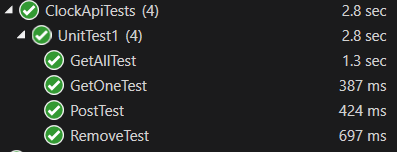 ClockApiTests (4) 2.8 sec
UnitTest1 (4) 2.8 sec
GetAllTest 1.3 sec
GetOneTest 387 ms
PostTest 424 ms
RemoveTest 697 ms